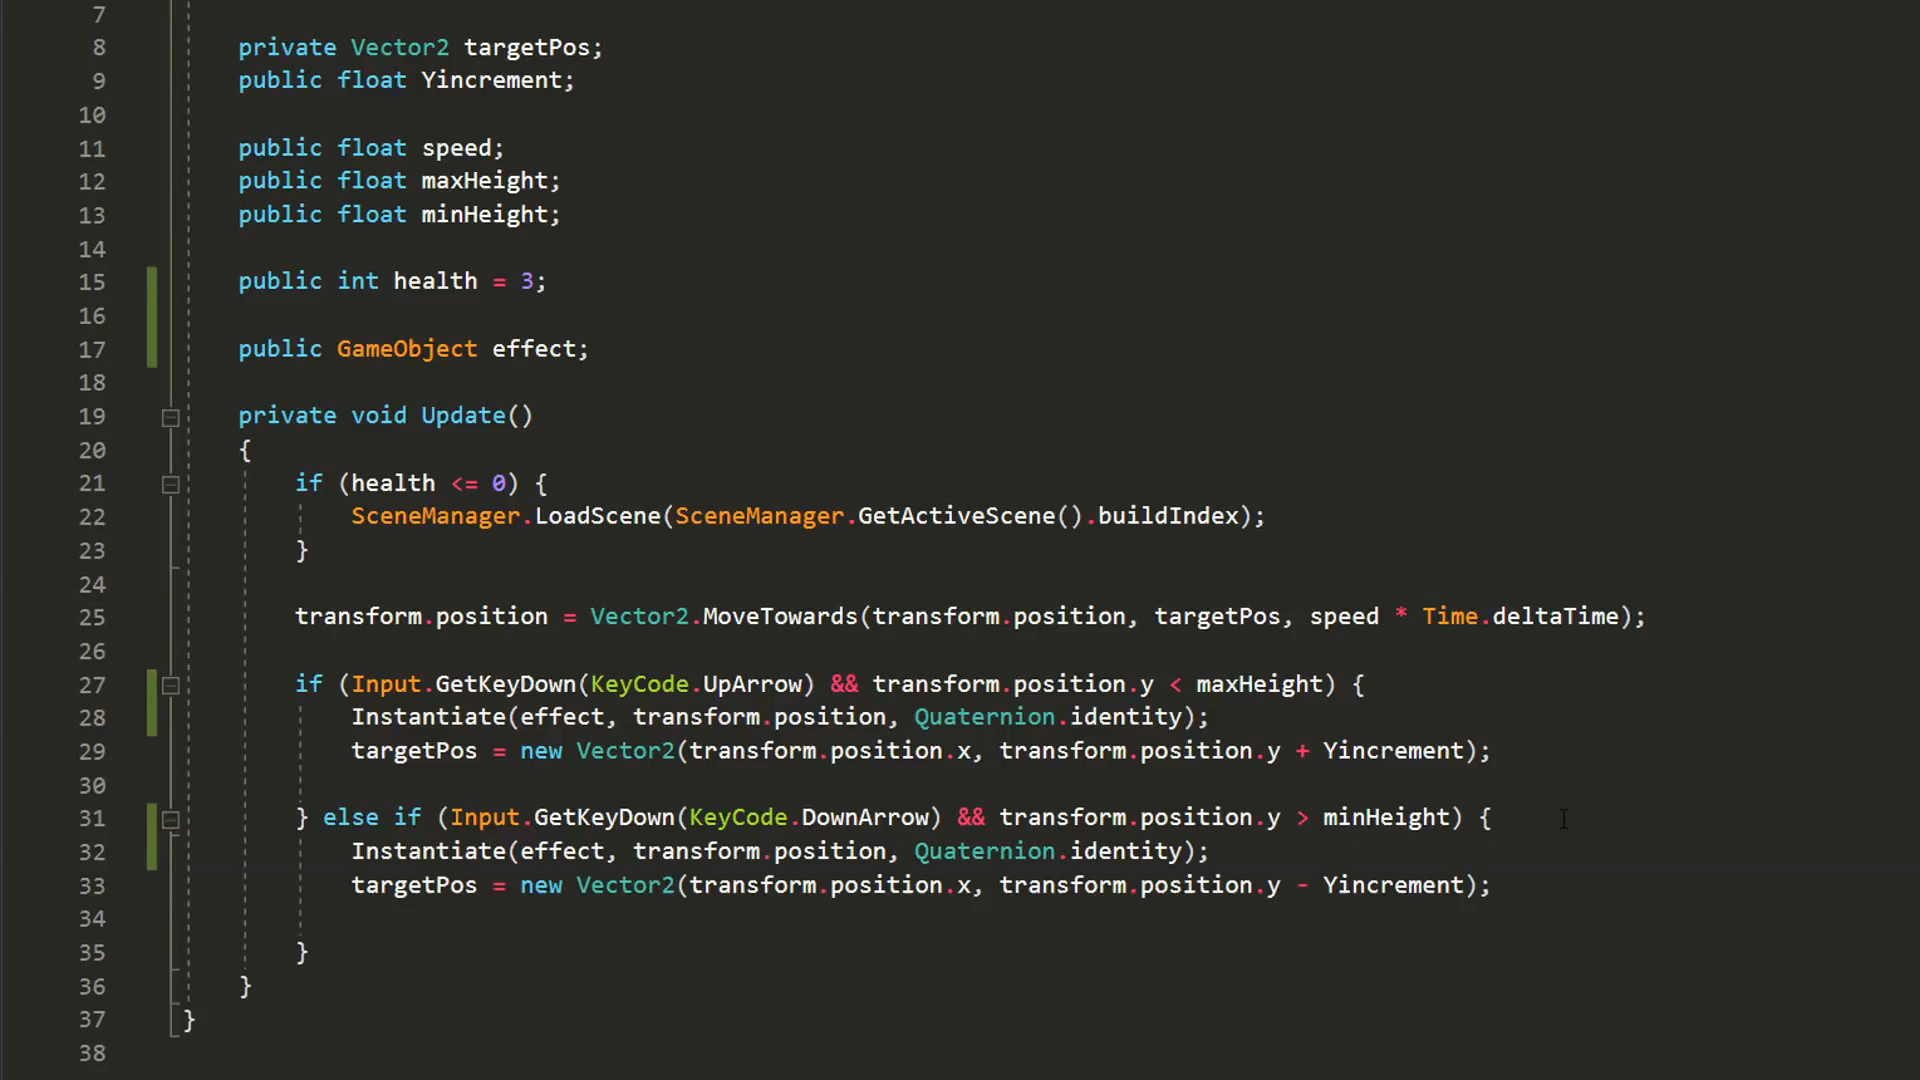 7
8 private Vector2 targetPos;
9 public float Yincrement;
10
11 public float speed;
12 public float maxHeight;
13 public float minHeight;
14
15 public int health = 3;
16
17 public GameObject effect;
18
19 private void Update()
20 {
21 if (health <= 0) {
22 SceneManager.LoadScene(SceneManager.GetActiveScene().buildIndex);
23 }
24
25 transform.position = Vector2.MoveTowards(transform.position, targetPos, speed * Time.deltaTime);
26
27 if (Input.GetKeyDown(KeyCode.UpArrow) && transform.position.y < maxHeight) {
28 Instantiate(effect, transform.position, Quaternion.identity);
29 targetPos = new Vector2(transform.position.x, transform.position.y + Yincrement);
30
31 } else if (Input.GetKeyDown(KeyCode.DownArrow) && transform.position.y > minHeight) {
32 Instantiate(effect, transform.position, Quaternion.identity);
33 targetPos = new Vector2(transform.position.x, transform.position.y - Yincrement);
34
35 }
36 }
37 }
38